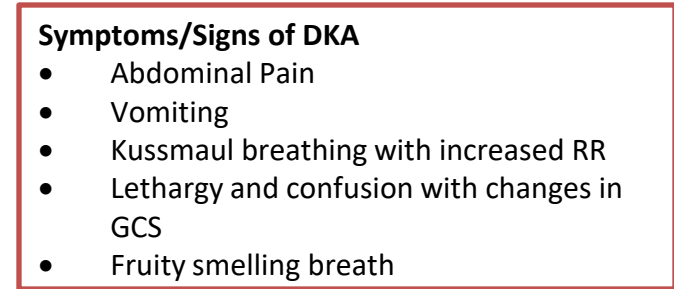 Symptoms/Signs of DKA
• Abdominal Pain
• Vomiting
• Kussmaul breathing with increased RR
• Lethargy and confusion with changes in
GCS
• Fruity smelling breath